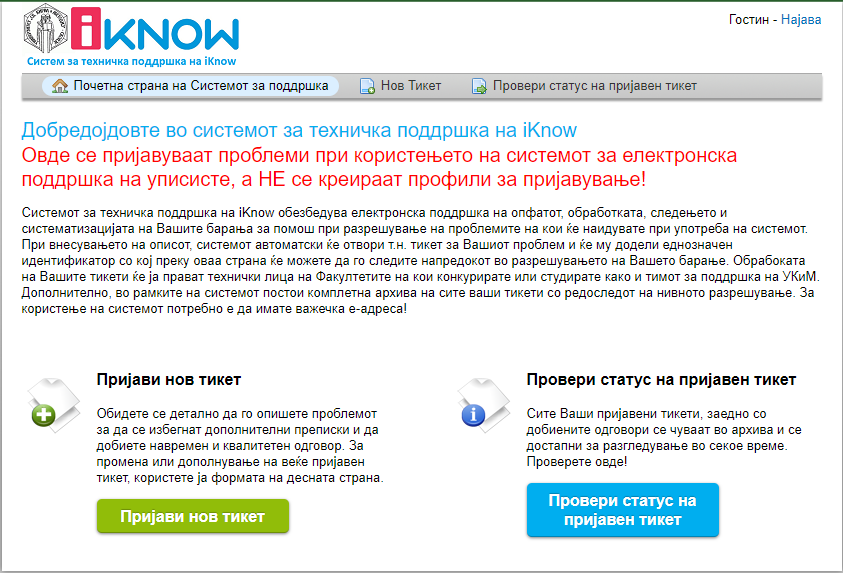 iKNOW
Систем за техничка поддршка на iKnow
Гостин - Најава
Почетна страна на Системот за поддршка
Нов Тикет
Провери статус на пријавен тикет
Добредојдовте во системот за техничка поддршка на iKnow
Овде се пријавуваат проблеми при користењето на системот за електронска
поддршка на уписисте, а НЕ се креираат профили за пријавување!
Системот за техничка поддршка на iKnow обезбедува електронска поддршка на опфатот, обработката, следењето и
систематизацијата на Вашите барања за помош при разрешување на проблемите на кои ќе наидувате при употреба на системот.
При внесувањето на описот, системот автоматски ќе отвори т.н. тикет за Вашиот проблем и ќе му додели еднозначен
идентификатор со кој преку оваа страна ќе можете да го следите напредокот во разрешувањето на Вашето барање. Обрабоката
на Вашите тикети ќе ја прават технички лица на Факултетите на кои конкурирате или студирате како и тимот за поддршка на УКиМ.
Дополнително, во рамките на системот постои комплетна архива на сите ваши тикети со редоследот на нивното разрешување. За
користење на системот потребно е да имате важечка е-адреса!
Пријави нов тикет
Обидете се детално да го опишете проблемот
за да се избегнат дополнителни преписки и да
добиете навремен и квалитетен одговор. За
промена или дополнување на веќе пријавен
тикет, користете ја формата на десната страна.
Пријави нов тикет
Провери статус на пријавен тикет
Сите Ваши пријавени тикети, заедно со
добиените одговори се чуваат во архива и се
достапни за разгледување во секое време.
Проверете овде!
Провери статус на
пријавен тикет